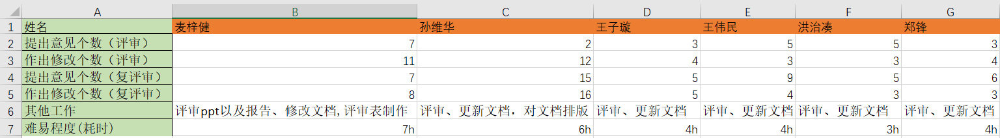 A B C D E F G
1 姓名 麦梓健 孙维华 王子璇 王伟民 洪治凑 郑锋
2 提出意见个数（评审） 7 2 3 5 5 3
3 作出修改个数（评审） 11 12 4 3 3 4
4 提出意见个数（复评审） 7 15 5 9 5 6
5 作出修改个数（复评审） 8 16 5 4 3 3
6 其他工作 评审ppt以及报告、修改文档,评审表制作 评审、更新文档，对文档排版 评审、更新文档 评审、更新文档 评审、更新文档 评审、更新文档
7 难易程度(耗时) 7h 6h 4h 4h 3h 4h